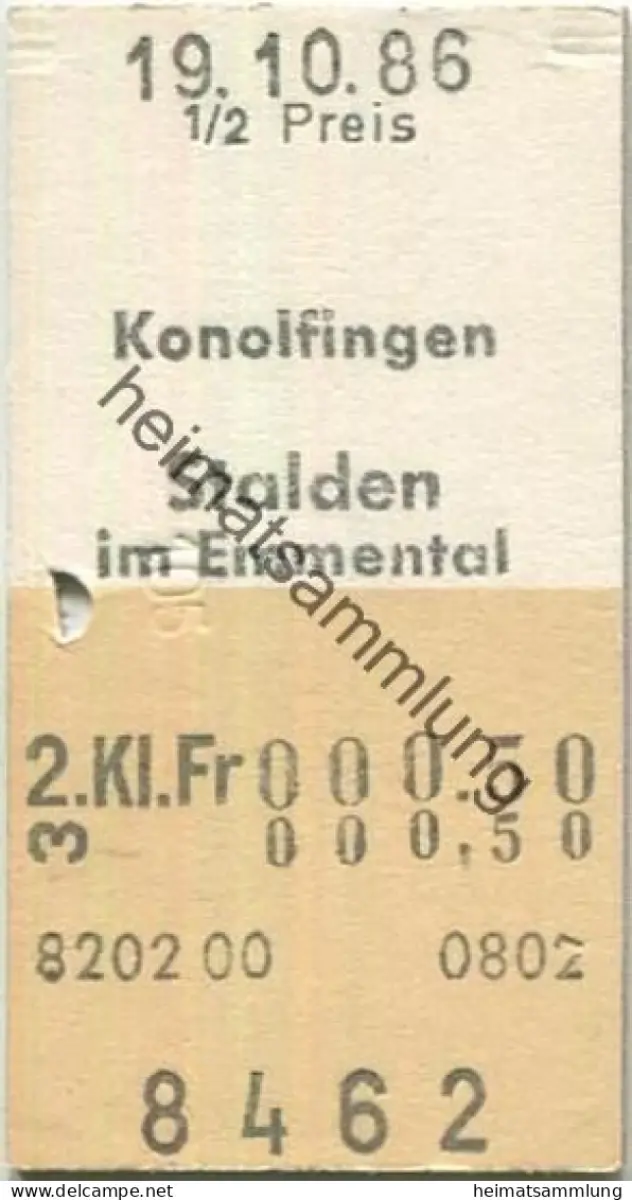 19.10.86
1/2 Preis
Konolfingen
Stalden
im Emmental
heimatsammlung
2.Kl.Fr 000.50
3 000.50
8202 00 0802
8462
www.delcampe.net heimatsammlung